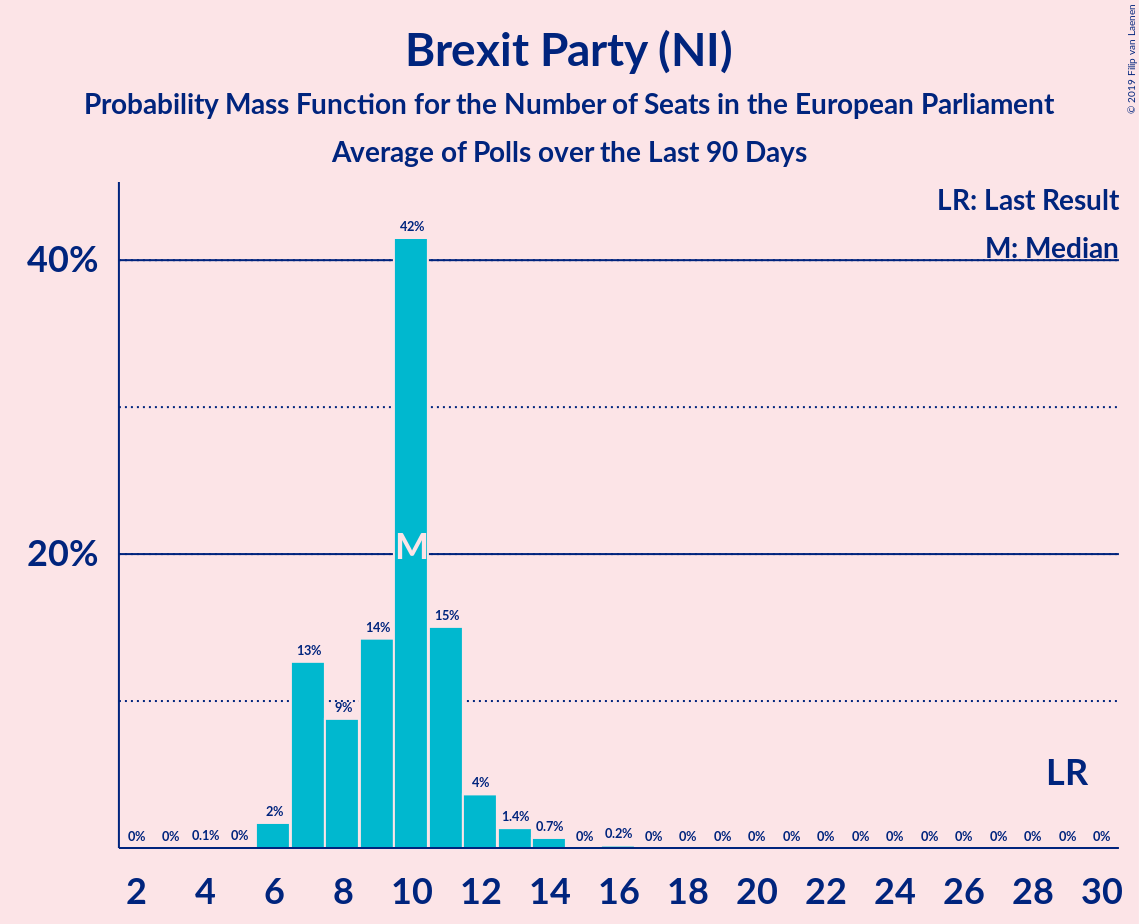 Brexit Party (NI)
Probability Mass Function for the Number of Seats in the European Parliament
Average of Polls over the Last 90 Days
© 2019 Filip van Laenen
LR: Last Result
M: Median
40%
20%
0% 0% 0.1% 0% 2% 13% 9% 14% 42% 15% 4% 1.4% 0.7% 0% 0.2% 0% 0% 0% 0% 0% 0% 0% 0% 0% 0% 0% 0% 0% 0%
M
LR
2 4 6 8 10 12 14 16 18 20 22 24 26 28 30